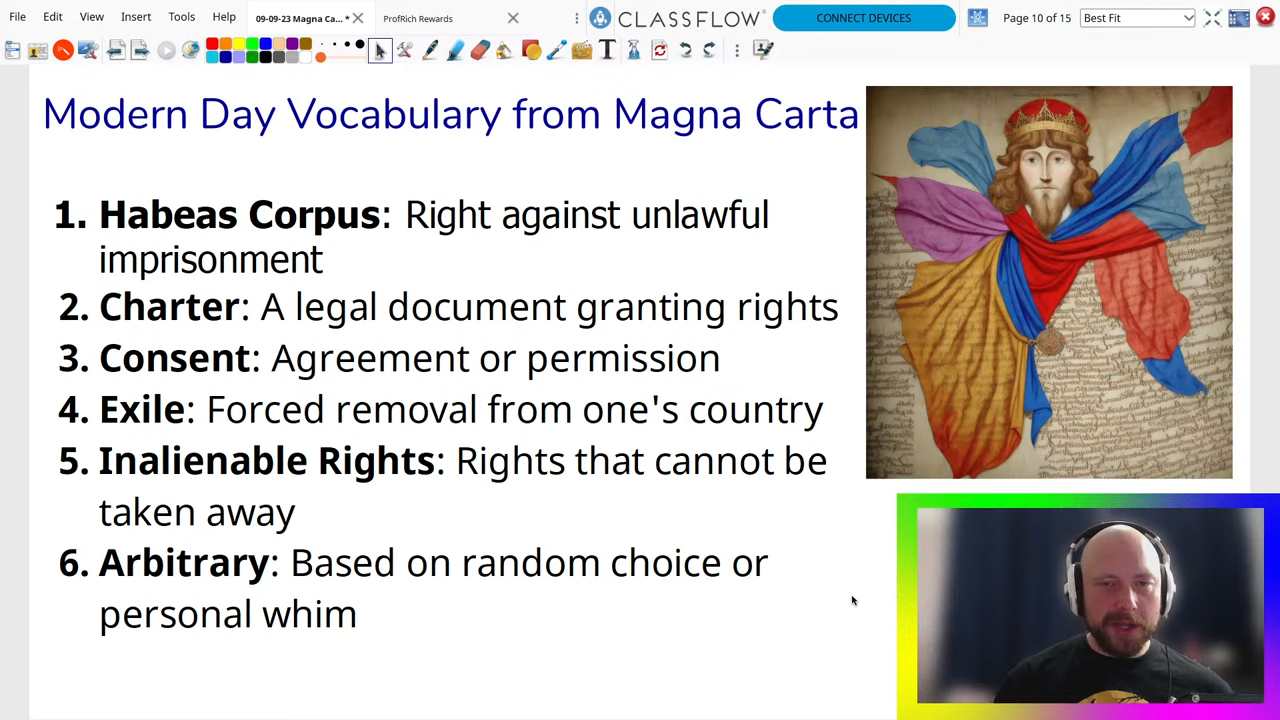 File Edit View Insert Tools Help
09-09-23 Magna Ca... *
ProfRich Rewards
CLASSFLOW
CONNECT DEVICES
Page 10 of 15
Best Fit
Modern Day Vocabulary from Magna Carta
1. Habeas Corpus: Right against unlawful
imprisonment
2. Charter: A legal document granting rights
3. Consent: Agreement or permission
4. Exile: Forced removal from one's country
5. Inalienable Rights: Rights that cannot be
taken away
6. Arbitrary: Based on random choice or
personal whim